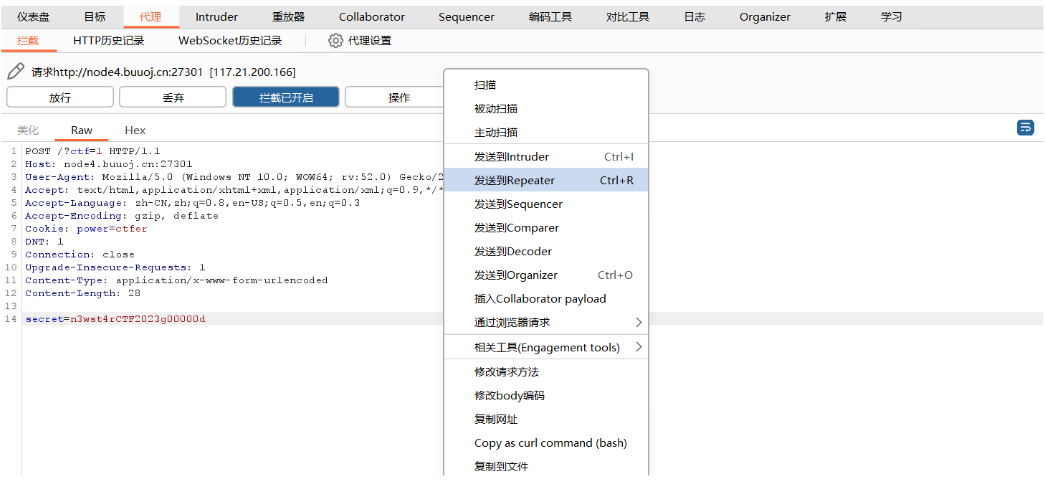 仪表盘 目标 代理 Intruder 重放器 Collaborator Sequencer 编码工具 对比工具 日志 Organizer 扩展 学习
拦截 HTTP历史记录 WebSocket历史记录 代理设置
请求http://node4.buuoj.cn:27301 [117.21.200.166]
放行 丢弃 拦截已开启 操作
美化 Raw Hex
1 POST /?ctf=1 HTTP/1.1
2 Host: node4.buuoj.cn:27301
3 User-Agent: Mozilla/5.0 (Windows NT 10.0; WOW64; rv:52.0) Gecko/2
4 Accept: text/html,application/xhtml+xml,application/xml;q=0.9,*/*
5 Accept-Language: zh-CN,zh;q=0.8,en-US;q=0.5,en;q=0.3
6 Accept-Encoding: gzip, deflate
7 Cookie: power=ctfer
8 DNT: 1
9 Connection: close
10 Upgrade-Insecure-Requests: 1
11 Content-Type: application/x-www-form-urlencoded
12 Content-Length: 28
13
14 secret=n3wst4rCTF2023g00000d
扫描
被动扫描
主动扫描
发送到Intruder Ctrl+I
发送到Repeater Ctrl+R
发送到Sequencer
发送到Comparer
发送到Decoder
发送到Organizer Ctrl+O
插入Collaborator payload
通过浏览器请求
相关工具(Engagement tools)
修改请求方法
修改body编码
复制网址
Copy as curl command (bash)
复制到文件